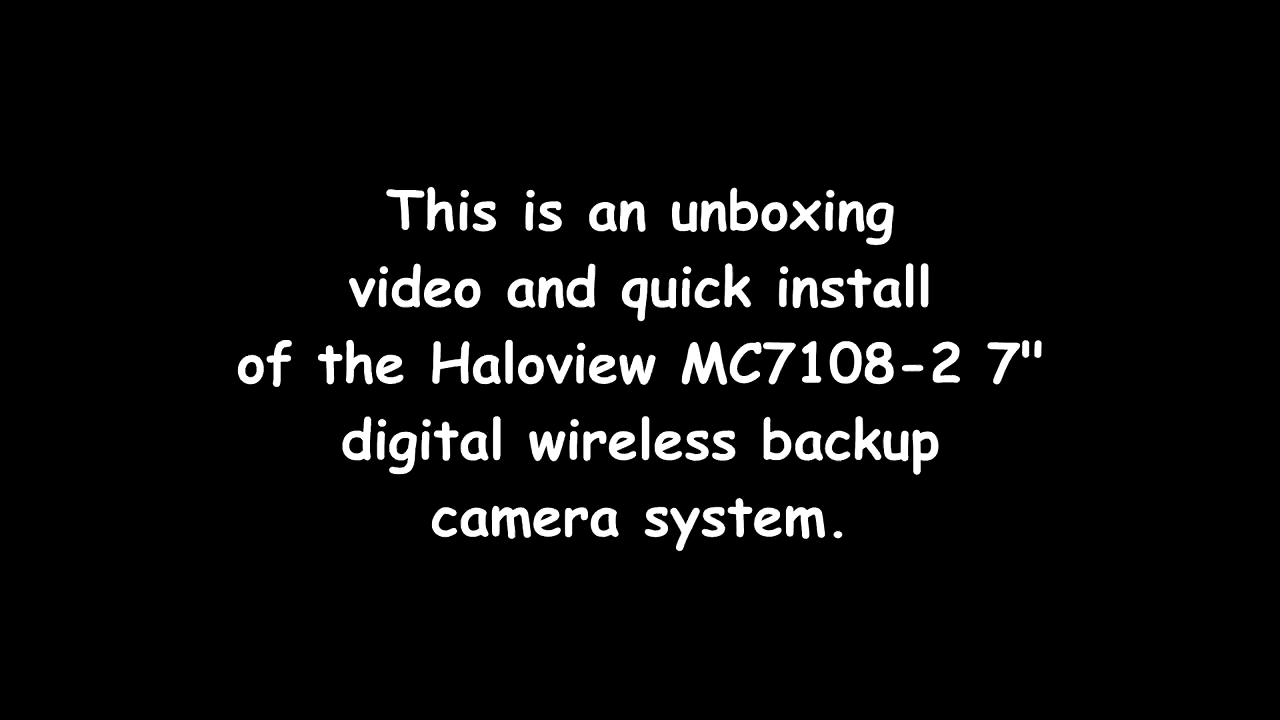 This is an unboxing
video and quick install
of the Haloview MC7108-2 7"
digital wireless backup
camera system.